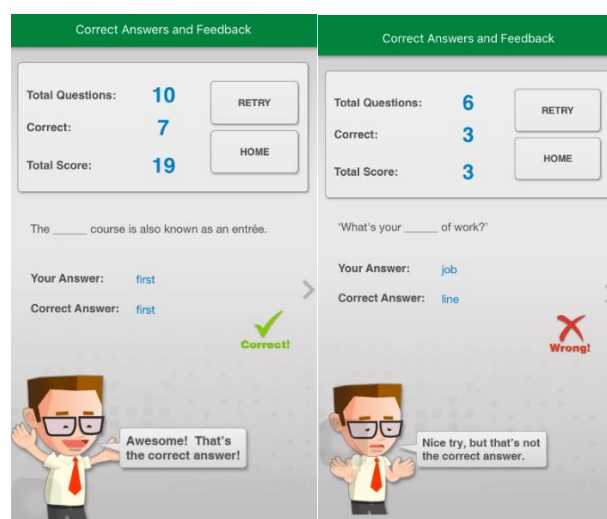 Correct Answers and Feedback
Total Questions: 10
RETRY
Correct: 7
HOME
Total Score: 19
The _____ course is also known as an entrée.
Your Answer: first
Correct Answer: first
Correct!
Awesome! That's
the correct answer!
Correct Answers and Feedback
Total Questions: 6
RETRY
Correct: 3
HOME
Total Score: 3
'What's your _____ of work?'
Your Answer: job
Correct Answer: line
Wrong!
Nice try, but that's not
the correct answer.